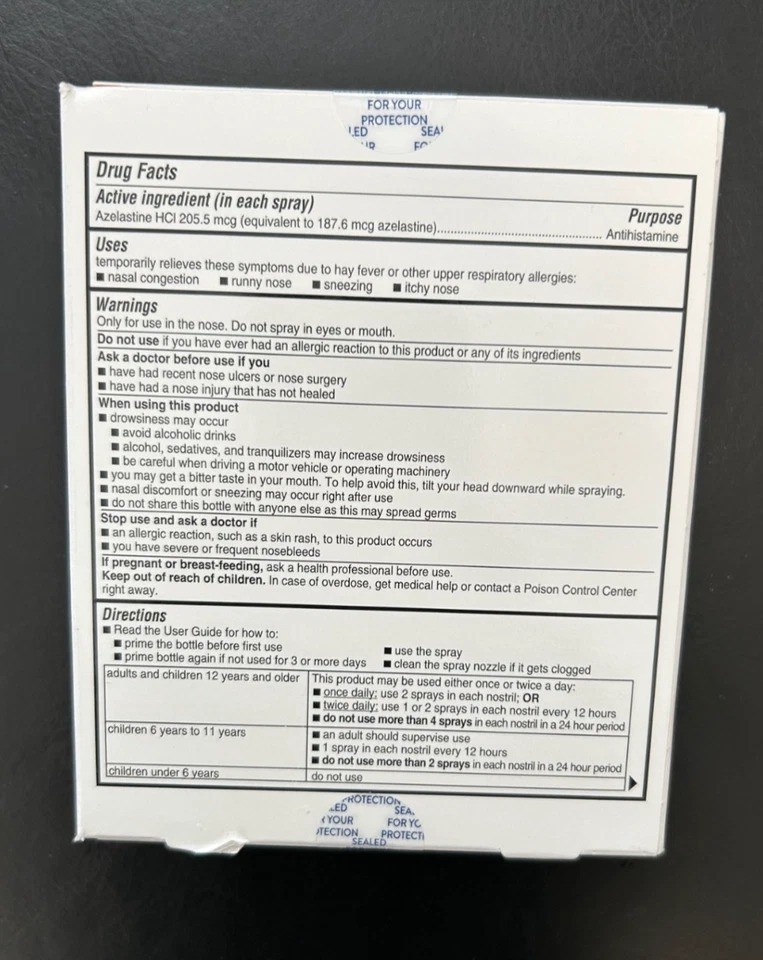 FOR YOUR
PROTECTION
SEA
Drug Facts
Active ingredient (in each spray)
Purpose
Azelastine HCl 205.5 mcg (equivalent to 187.6 mcg azelastine)............................................ Antihistamine
Uses
temporarily relieves these symptoms due to hay fever or other upper respiratory allergies:
■ nasal congestion ■ runny nose ■ sneezing ■ itchy nose
Warnings
Only for use in the nose. Do not spray in eyes or mouth.
Do not use if you have ever had an allergic reaction to this product or any of its ingredients
Ask a doctor before use if you
■ have had recent nose ulcers or nose surgery
■ have had a nose injury that has not healed
When using this product
■ drowsiness may occur
■ avoid alcoholic drinks
■ alcohol, sedatives, and tranquilizers may increase drowsiness
■ be careful when driving a motor vehicle or operating machinery
■ you may get a bitter taste in your mouth. To help avoid this, tilt your head downward while spraying.
■ nasal discomfort or sneezing may occur right after use
■ do not share this bottle with anyone else as this may spread germs
Stop use and ask a doctor if
■ an allergic reaction, such as a skin rash, to this product occurs
■ you have severe or frequent nosebleeds
If pregnant or breast-feeding, ask a health professional before use.
Keep out of reach of children. In case of overdose, get medical help or contact a Poison Control Center
right away.
Directions
■ Read the User Guide for how to:
■ prime the bottle before first use
■ prime bottle again if not used for 3 or more days
■ use the spray
■ clean the spray nozzle if it gets clogged
adults and children 12 years and older
This product may be used either once or twice a day:
■ once daily: use 2 sprays in each nostril; OR
■ twice daily: use 1 or 2 sprays in each nostril every 12 hours
■ do not use more than 4 sprays in each nostril in a 24 hour period
children 6 years to 11 years
■ an adult should supervise use
■ 1 spray in each nostril every 12 hours
■ do not use more than 2 sprays in each nostril in a 24 hour period
children under 6 years
do not use
ROTECTION
SEA
YOUR FOR YO
TECTION PROTECT
SEALED